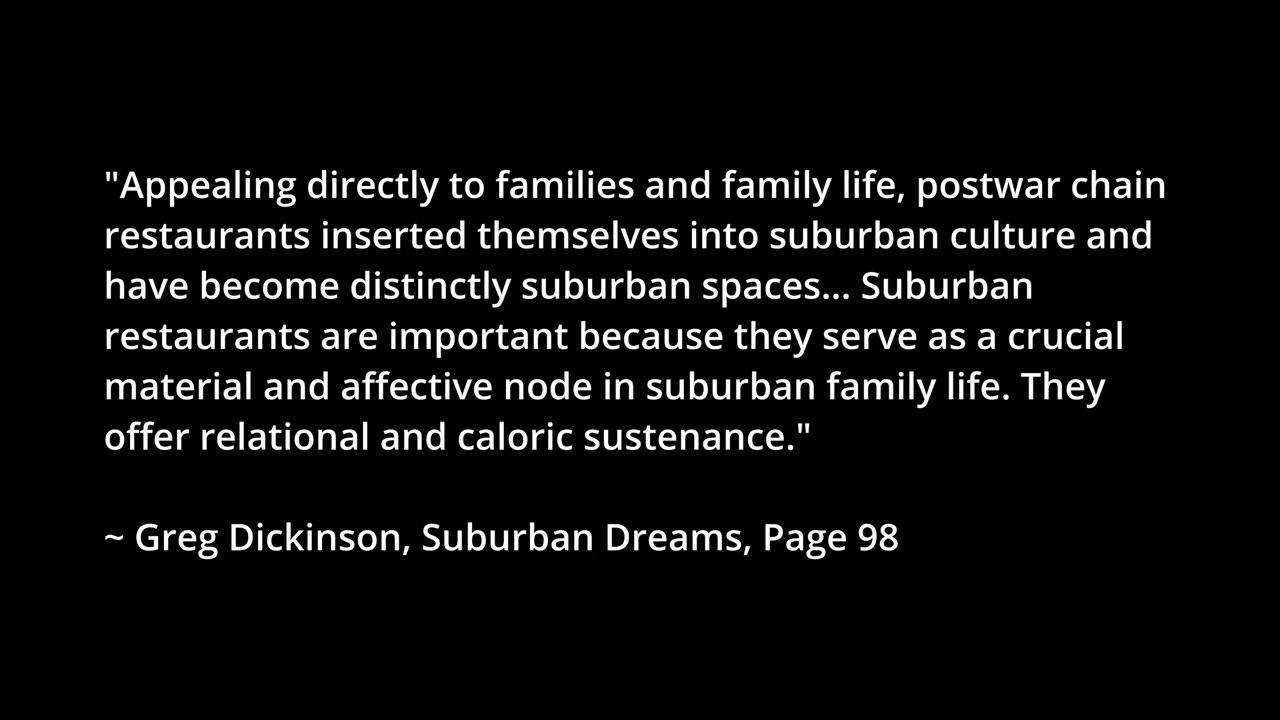 "Appealing directly to families and family life, postwar chain
restaurants inserted themselves into suburban culture and
have become distinctly suburban spaces... Suburban
restaurants are important because they serve as a crucial
material and affective node in suburban family life. They
offer relational and caloric sustenance."
~ Greg Dickinson, Suburban Dreams, Page 98